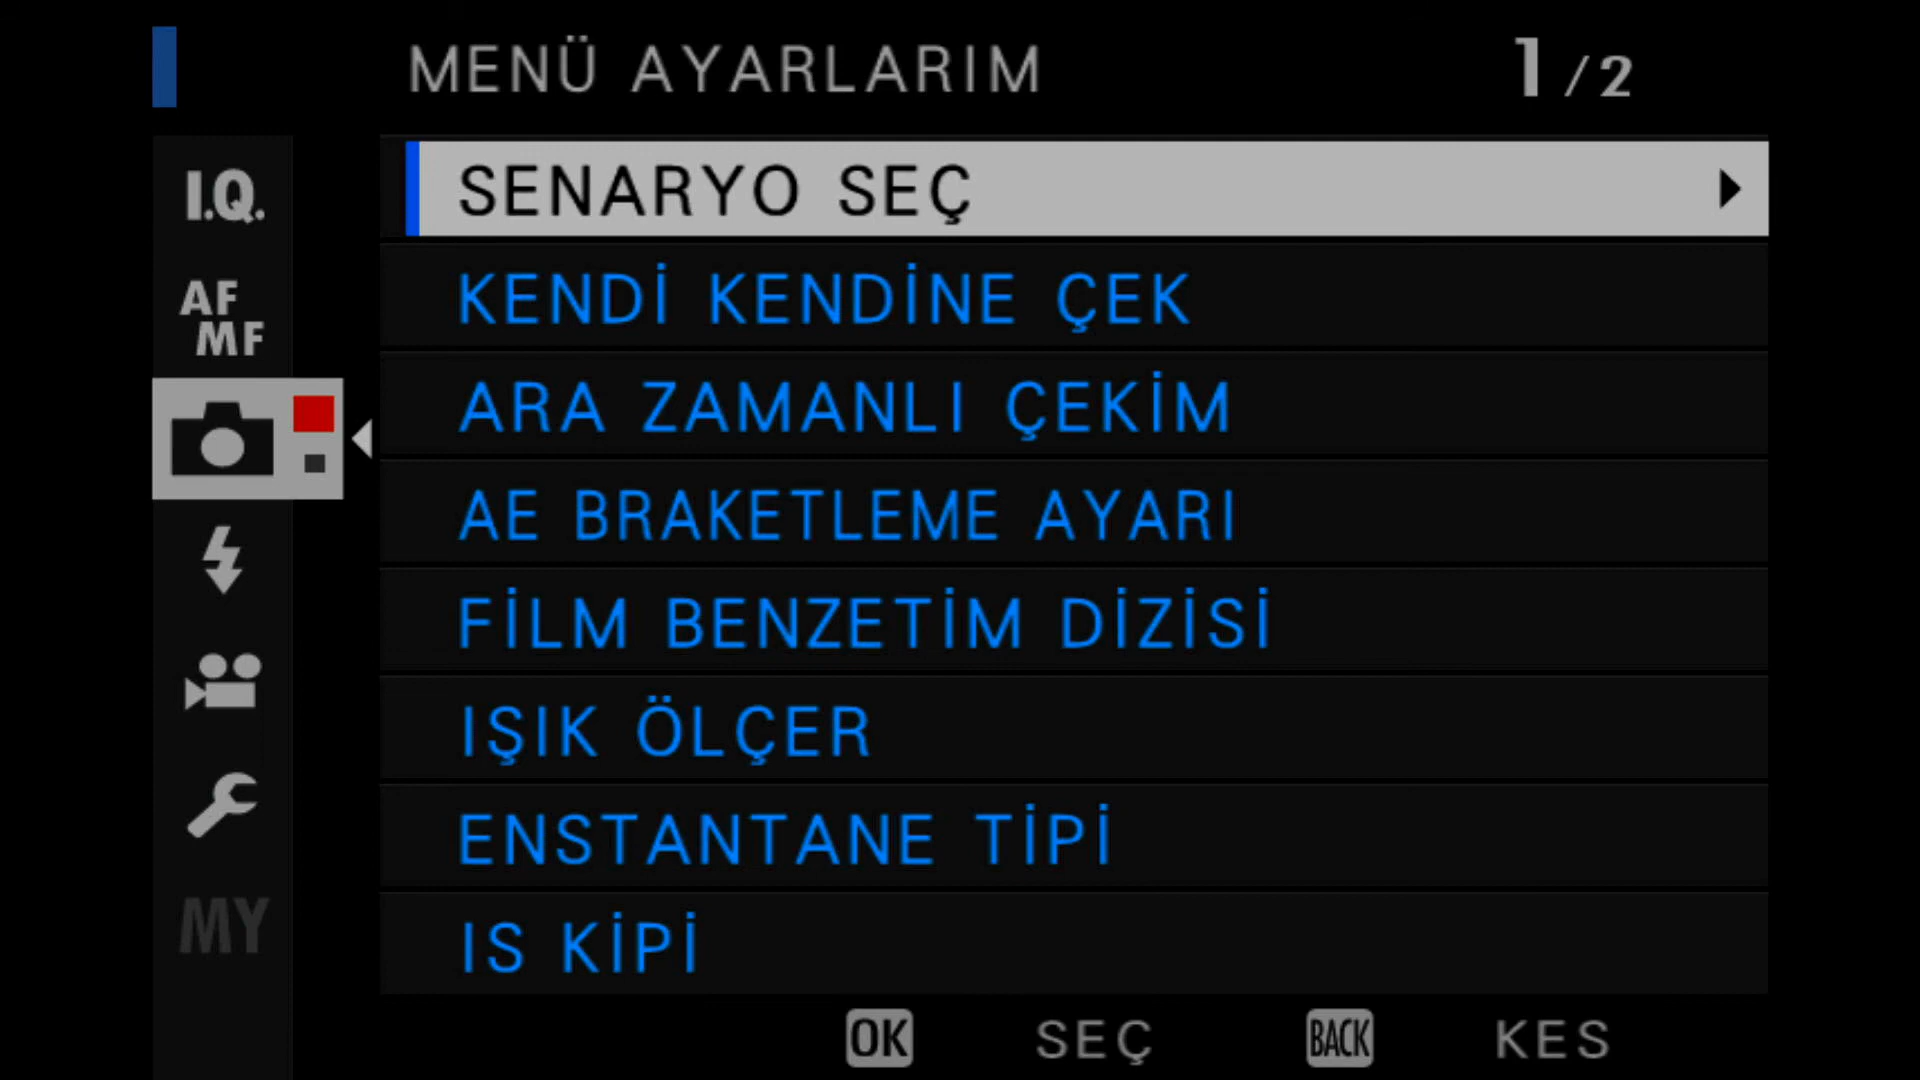 MENÜ AYARLARIM 1/2
I.Q.
AF
MF
MY
SENARYO SEÇ
KENDİ KENDİNE ÇEK
ARA ZAMANLI ÇEKİM
AE BRAKETLEME AYARI
FİLM BENZETİM DİZİSİ
IŞIK ÖLÇER
ENSTANTANE TİPİ
IS KİPİ
OK SEÇ BACK KES